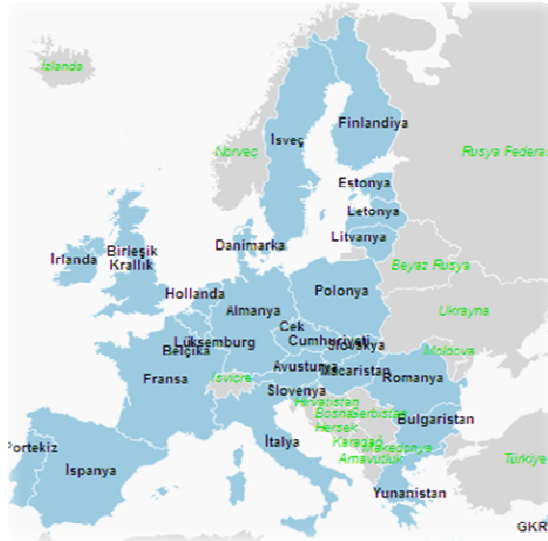 İzlanda
Finlandiya
İsveç
Norveç
Rusya Federas
Estonya
Letonya
Litvanya
Danimarka
İrlanda
Birleşik
Krallık
Beyaz Rusya
Hollanda
Polonya
Almanya
Ukrayna
Çek
Cumhuriyeti
Slovakya
Lüksemburg
Belçika
Moldova
Avusturya
Macaristan
Fransa
İsviçre
Romanya
Slovenya
Hırvatistan
Bosna
Hersek
Sırbistan
Bulgaristan
Karadağ
İtalya
Makedonya
Portekiz
Arnavutluk
Türkiye
İspanya
Yunanistan
GKR